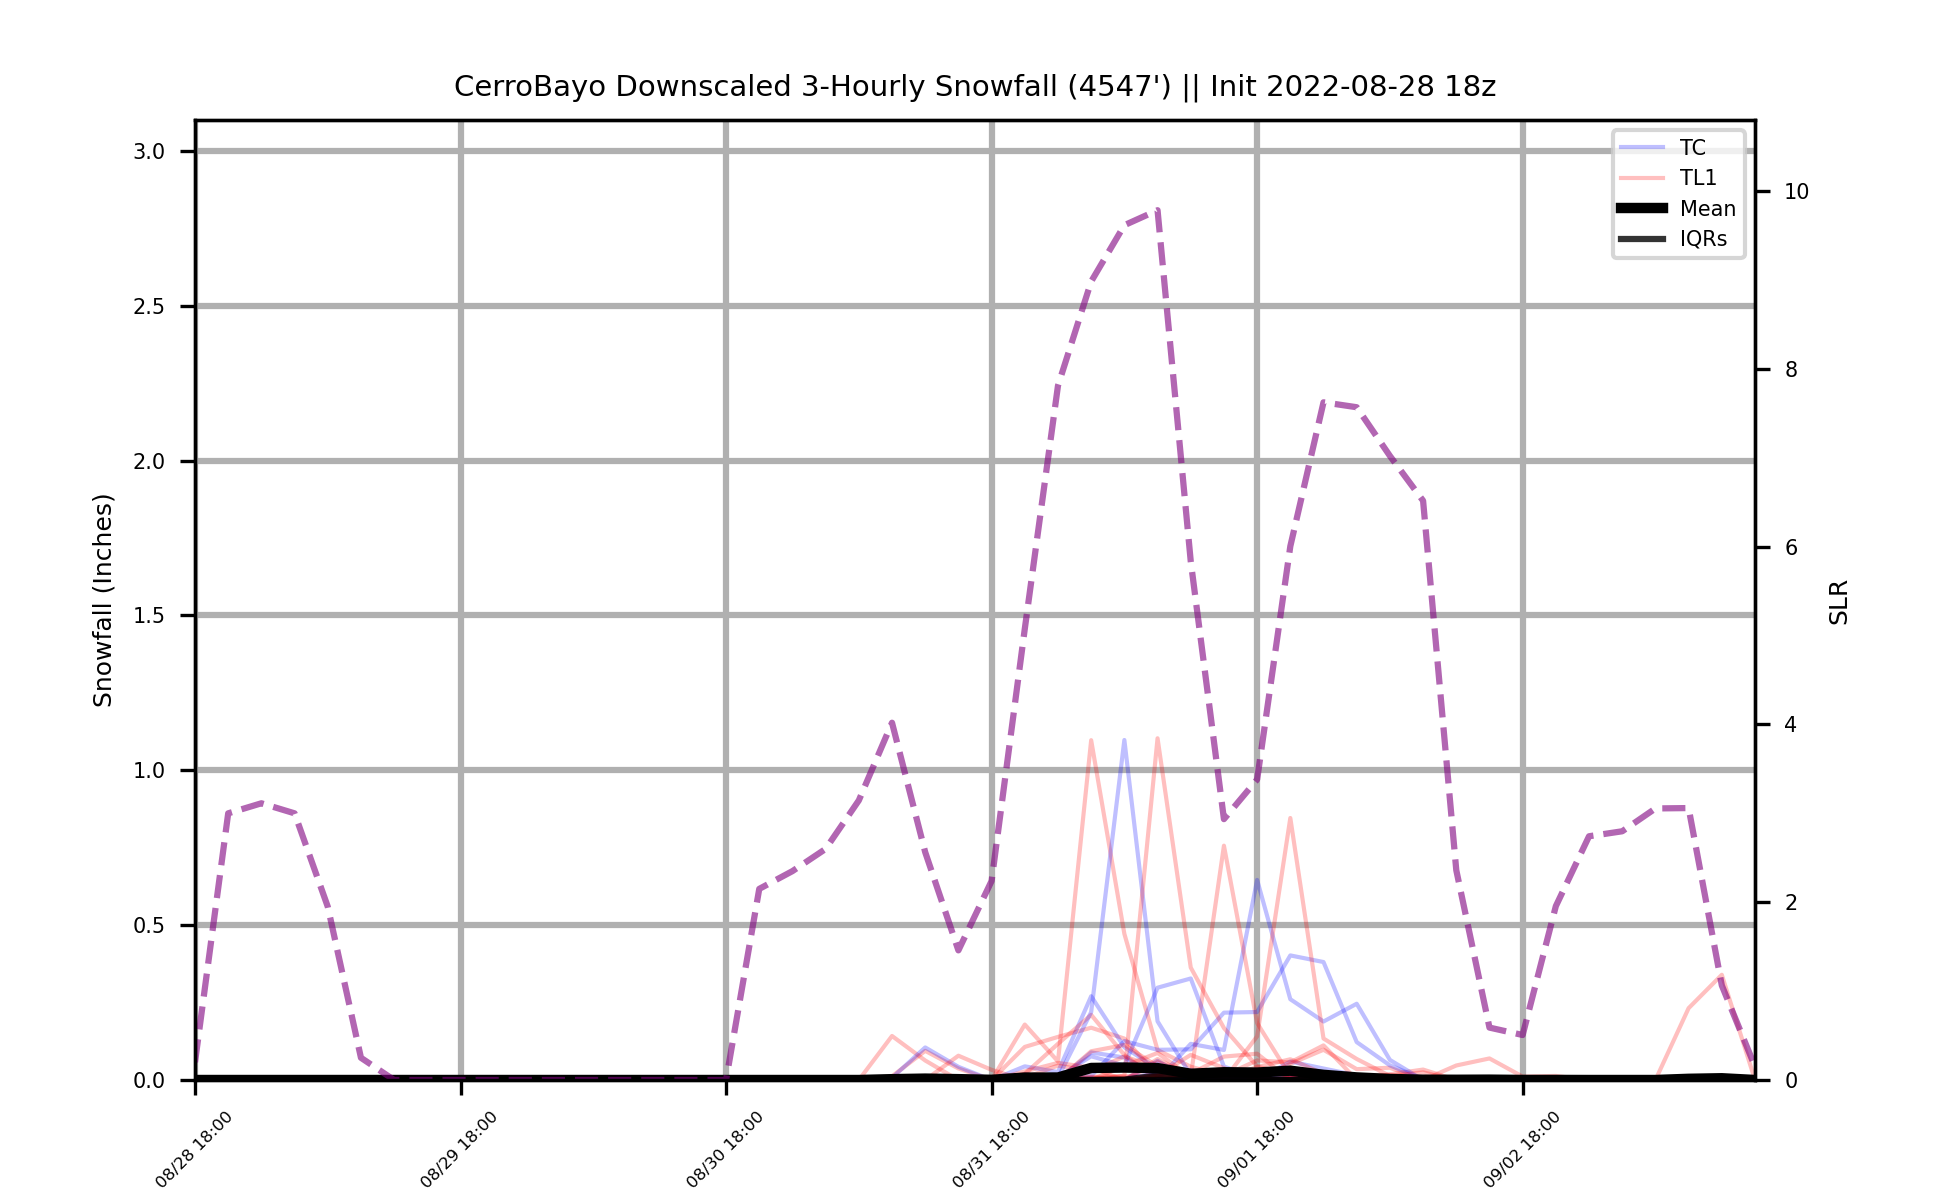 CerroBayo Downscaled 3-Hourly Snowfall (4547') || Init 2022-08-28 18z
TC
TL1
Mean
IQRs
3.0
2.5
2.0
1.5
1.0
0.5
0.0
Snowfall (Inches)
10
8
6
4
2
0
SLR
08/28 18:00
08/29 18:00
08/30 18:00
08/31 18:00
09/01 18:00
09/02 18:00